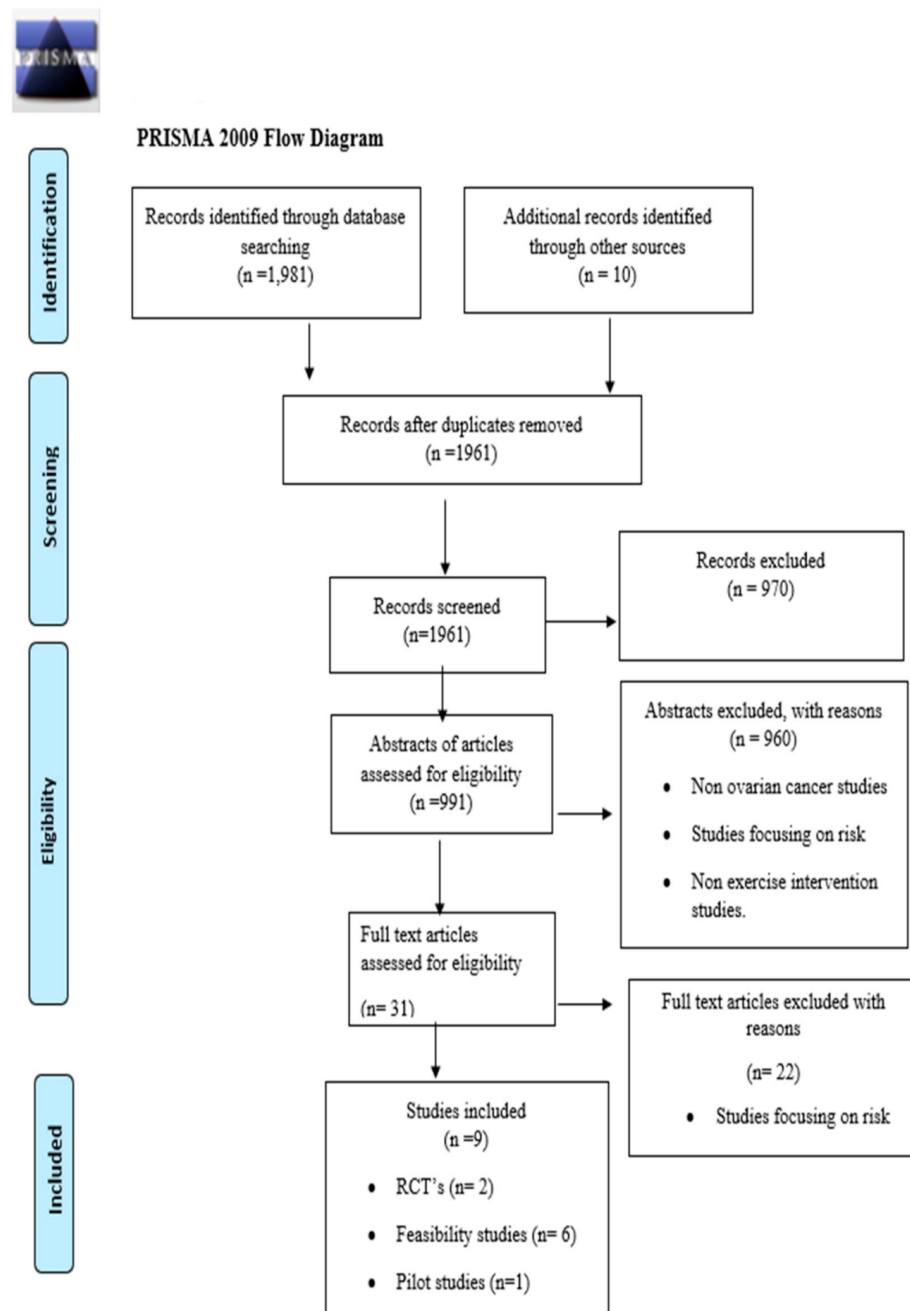 PRISMA
PRISMA 2009 Flow Diagram
Identification
Records identified through database
searching
(n =1,981)
Additional records identified
through other sources
(n = 10)
Screening
Records after duplicates removed
(n =1961)
Records screened
(n=1961)
Records excluded
(n = 970)
Eligibility
Abstracts of articles
assessed for eligibility
(n =991)
Abstracts excluded, with reasons
(n = 960)
• Non ovarian cancer studies
• Studies focusing on risk
• Non exercise intervention
studies.
Full text articles
assessed for eligibility
(n= 31)
Full text articles excluded with
reasons
(n= 22)
• Studies focusing on risk
Included
Studies included
(n =9)
• RCT’s (n= 2)
• Feasibility studies (n= 6)
• Pilot studies (n=1)